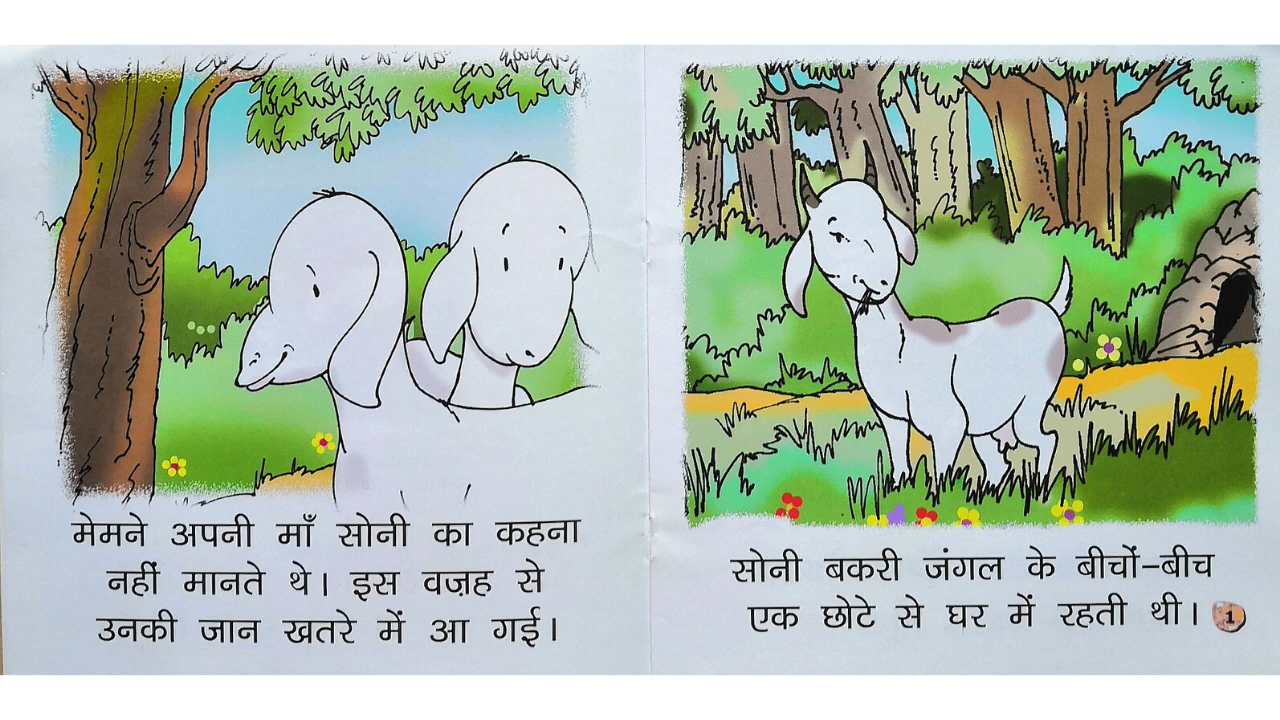 मेमने अपनी माँ सोनी का कहना
नहीं मानते थे। इस वज़ह से
उनकी जान खतरे में आ गई।
सोनी बकरी जंगल के बीचों-बीच
एक छोटे से घर में रहती थी।
1